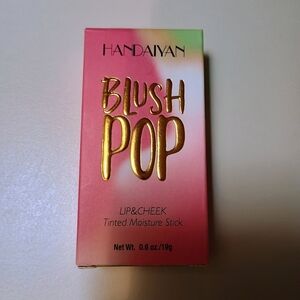 HANDAIYAN
BLUSH
POP
LIP&CHEEK
Tinted Moisture Stick
Net Wt. 0.6 oz./19g